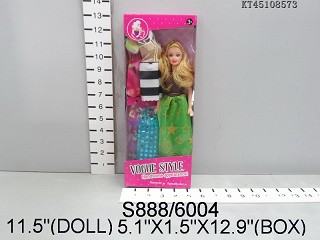 KT45108573
VOGUE STYLE
S888/6004
11.5"(DOLL) 5.1"X1.5"X12.9"(BOX)